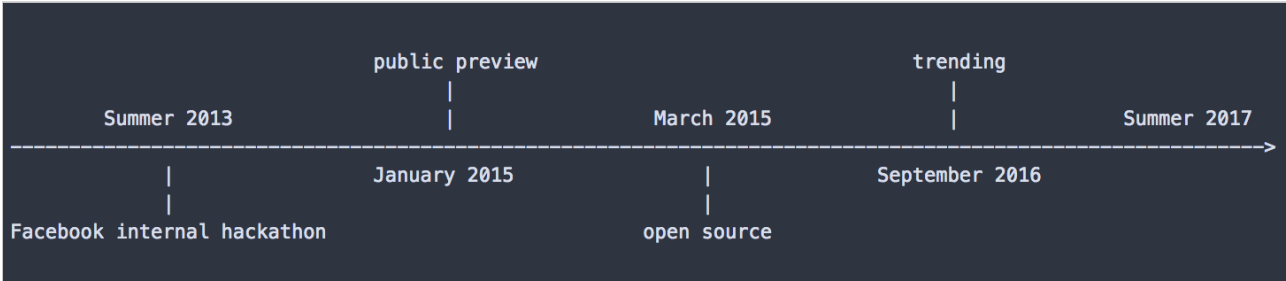 public preview trending
| |
Summer 2013 | March 2015 | Summer 2017
----------------------------------------------------------------------------------------------------------->
| January 2015 | September 2016
| |
Facebook internal hackathon open source